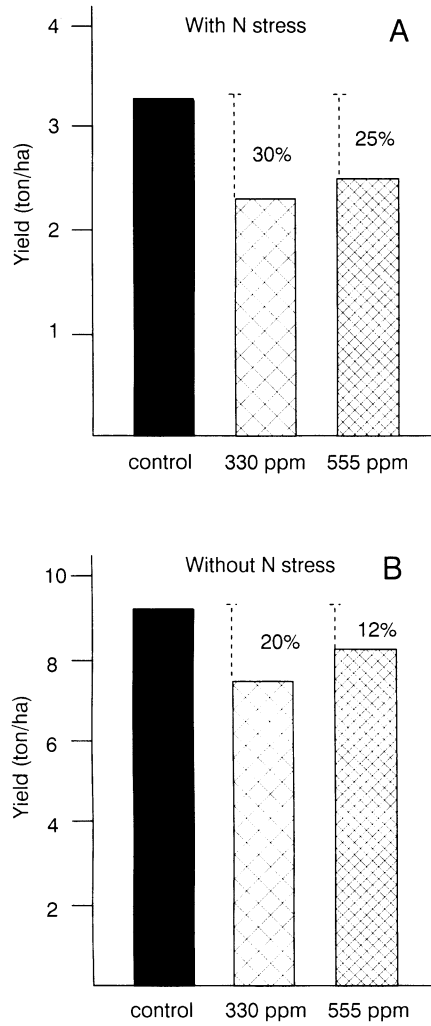 With N stress
A
4
3
2
1
Yield (ton/ha)
30%
25%
control
330 ppm
555 ppm
Without N stress
B
10
8
6
4
2
Yield (ton/ha)
20%
12%
control
330 ppm
555 ppm